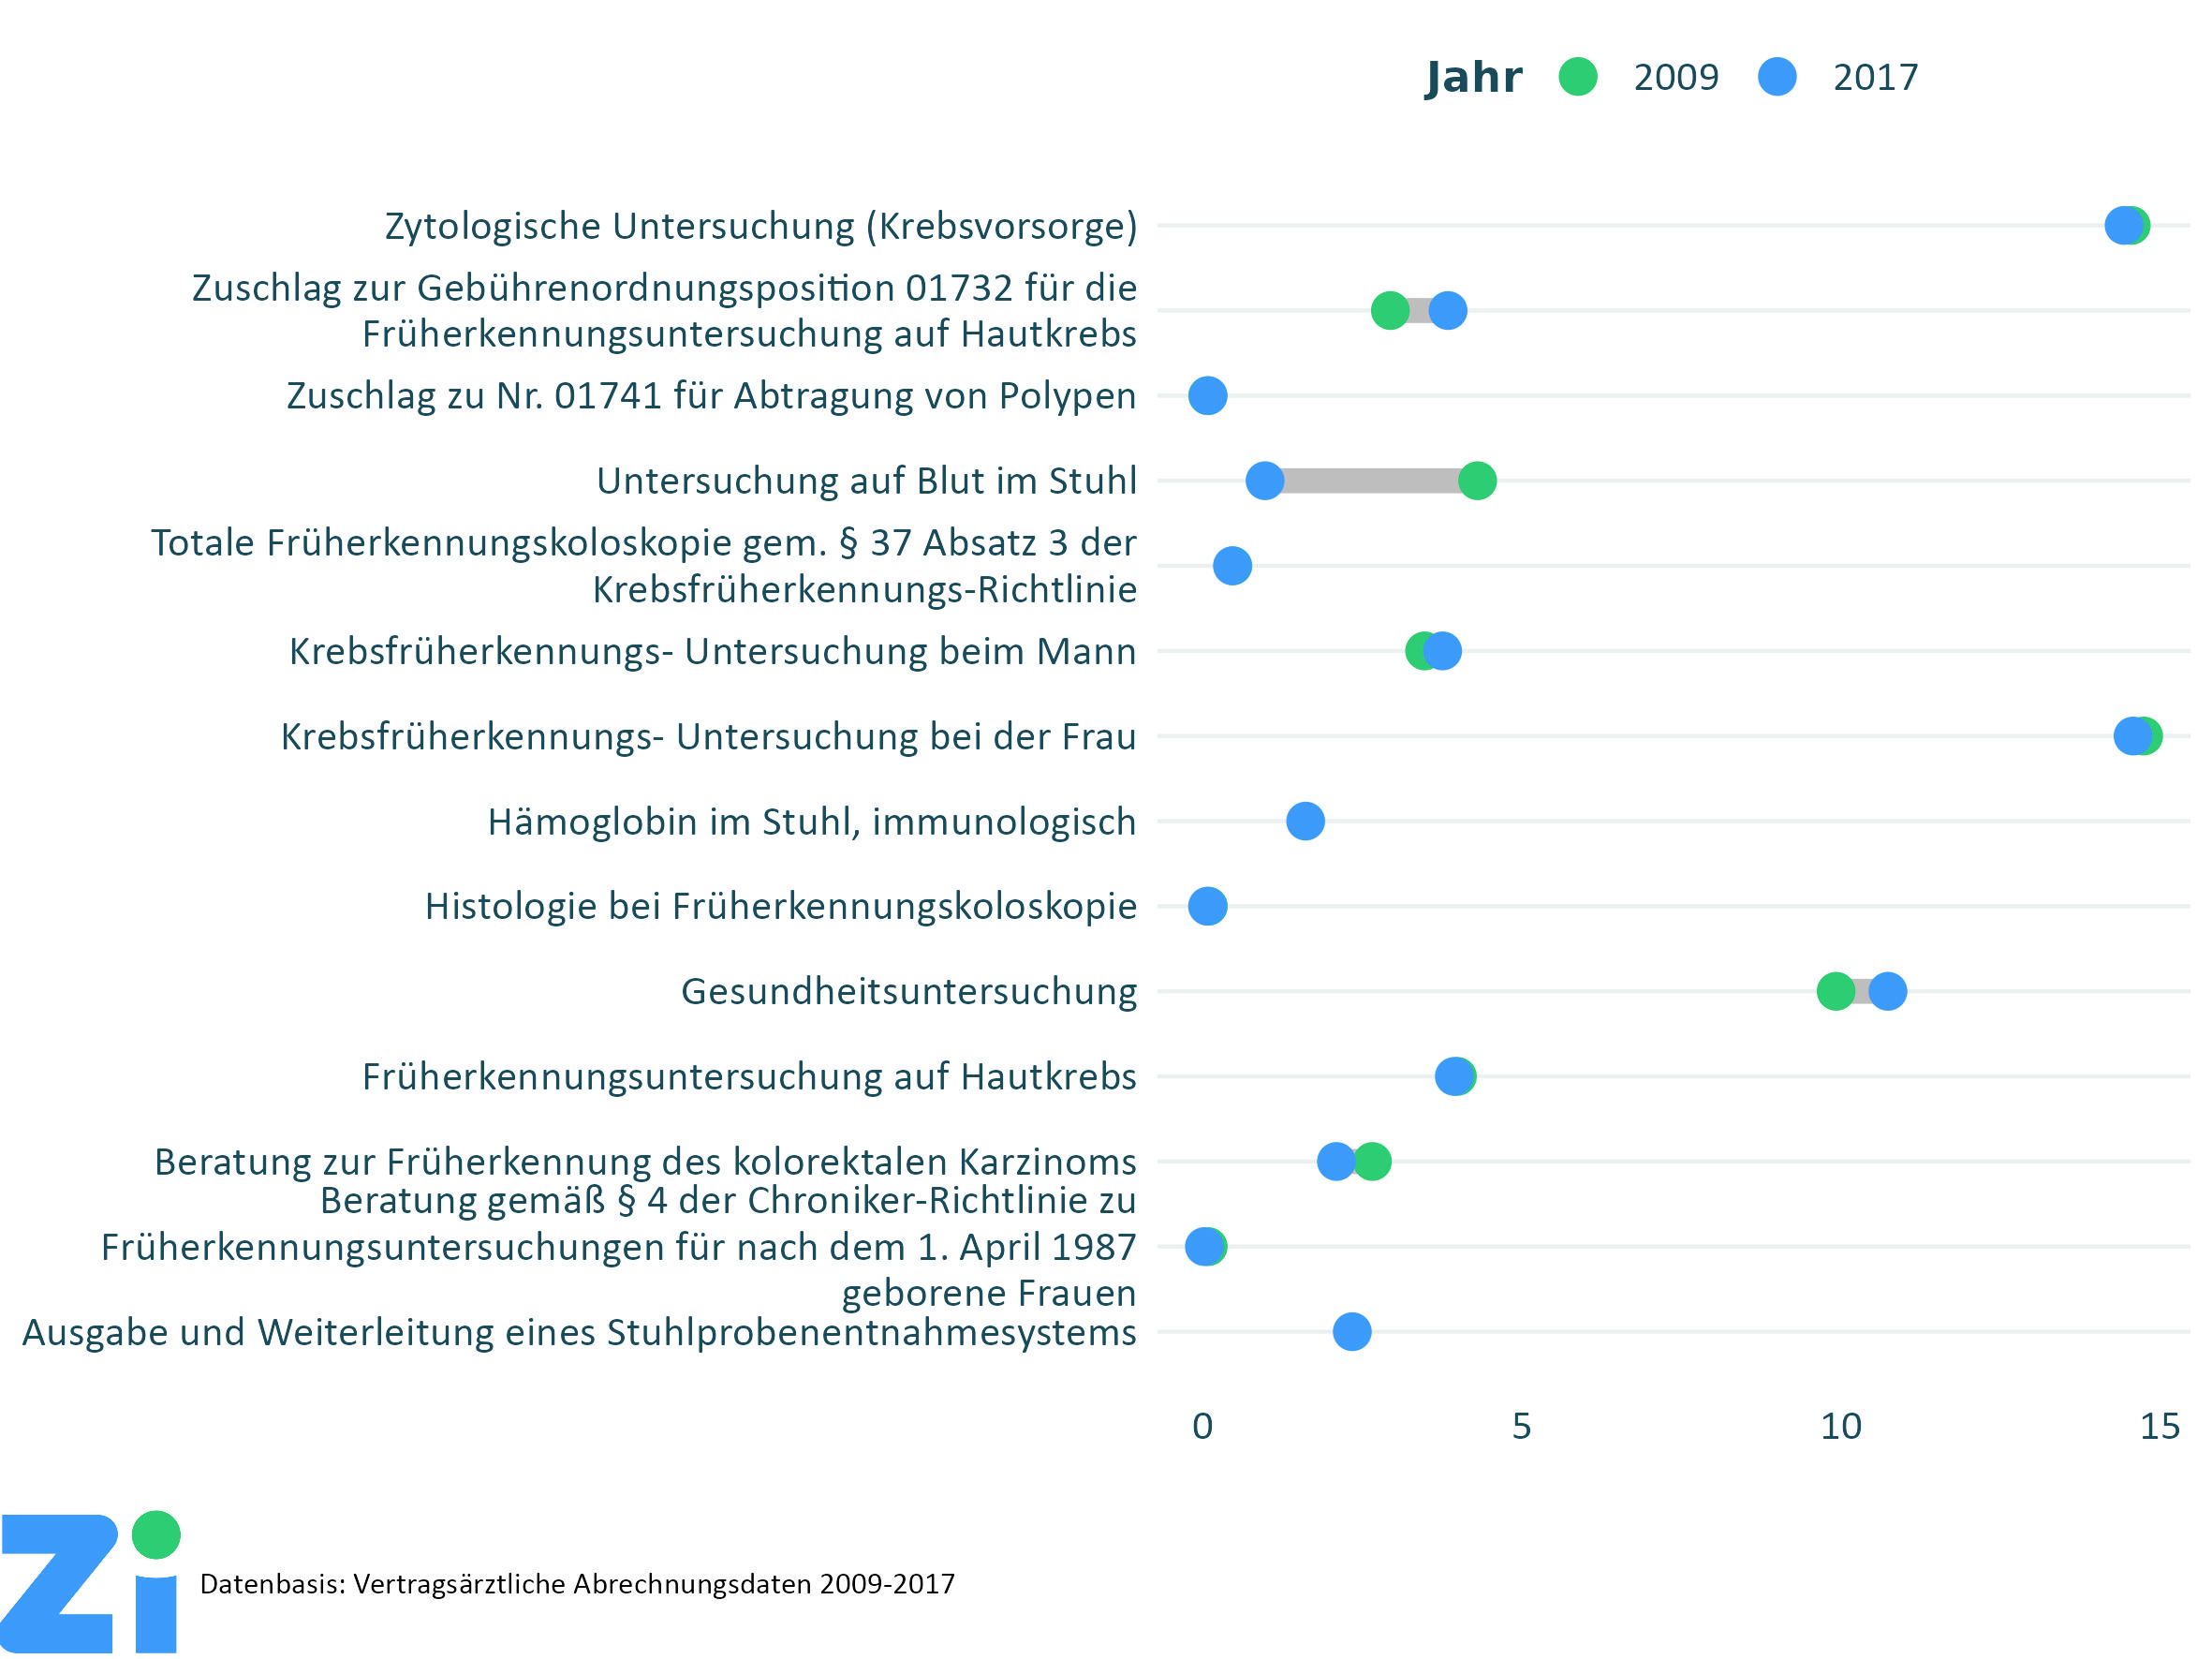 Jahr 2009 2017
Zytologische Untersuchung (Krebsvorsorge)
Zuschlag zur Gebührenordnungsposition 01732 für die
Früherkennungsuntersuchung auf Hautkrebs
Zuschlag zu Nr. 01741 für Abtragung von Polypen
Untersuchung auf Blut im Stuhl
Totale Früherkennungskoloskopie gem. § 37 Absatz 3 der
Krebsfrüherkennungs-Richtlinie
Krebsfrüherkennungs- Untersuchung beim Mann
Krebsfrüherkennungs- Untersuchung bei der Frau
Hämoglobin im Stuhl, immunologisch
Histologie bei Früherkennungskoloskopie
Gesundheitsuntersuchung
Früherkennungsuntersuchung auf Hautkrebs
Beratung zur Früherkennung des kolorektalen Karzinoms
Beratung gemäß § 4 der Chroniker-Richtlinie zu
Früherkennungsuntersuchungen für nach dem 1. April 1987
geborene Frauen
Ausgabe und Weiterleitung eines Stuhlprobenentnahmesystems
0 5 10 15
Zi
Datenbasis: Vertragsärztliche Abrechnungsdaten 2009-2017